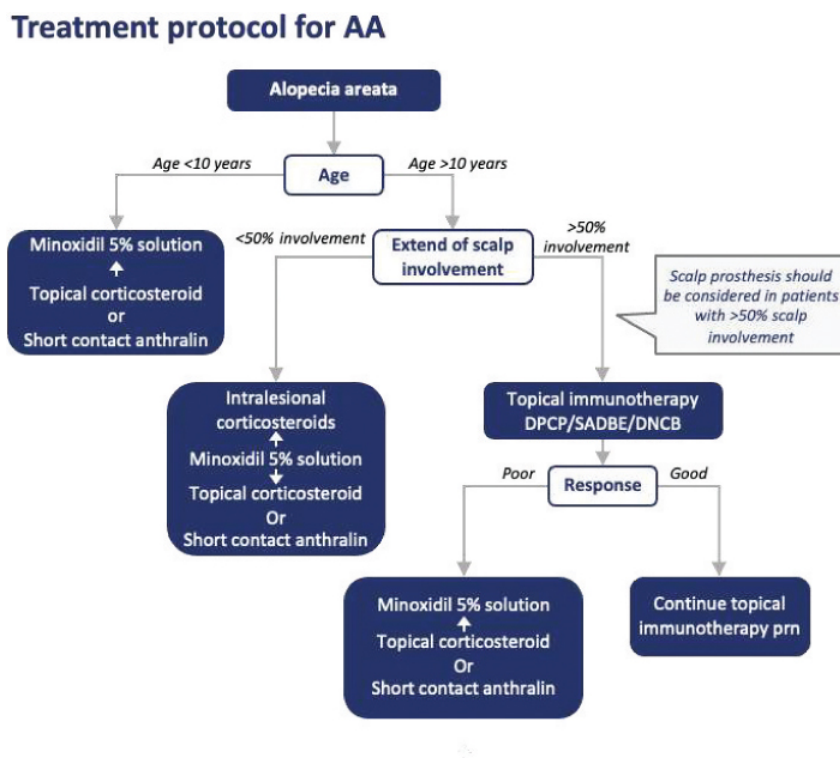 Treatment protocol for AA
Alopecia areata
Age <10 years
Age >10 years
Age
Minoxidil 5% solution
Topical corticosteroid
or
Short contact anthralin
<50% involvement
Extend of scalp
involvement
>50%
involvement
Scalp prosthesis should
be considered in patients
with >50% scalp
involvement
Intralesional
corticosteroids
Minoxidil 5% solution
Topical corticosteroid
Or
Short contact anthralin
Topical immunotherapy
DPCP/SADBE/DNCB
Poor
Response
Good
Minoxidil 5% solution
Topical corticosteroid
Or
Short contact anthralin
Continue topical
immunotherapy prn